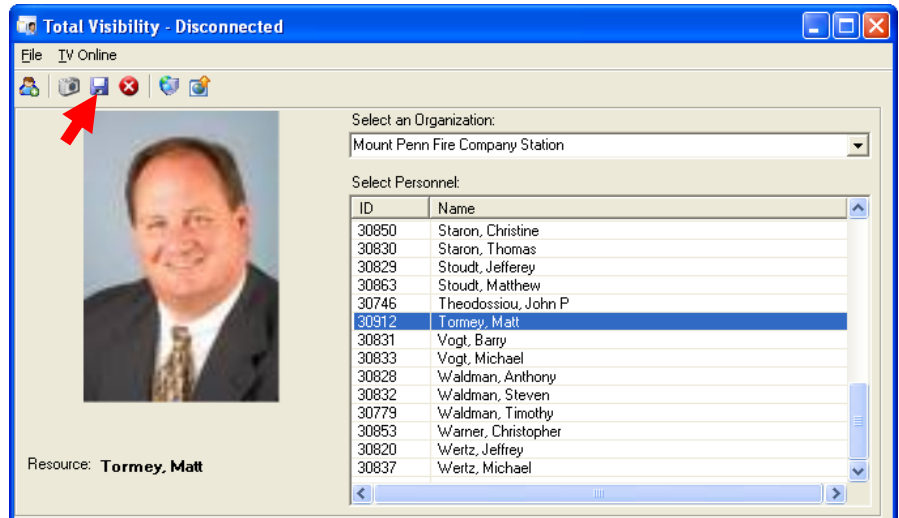 Total Visibility - Disconnected
File TV Online
Select an Organization:
Mount Penn Fire Company Station
Select Personnel:
ID Name
30850 Staron, Christine
30830 Staron, Thomas
30829 Stoudt, Jefferey
30863 Stoudt, Matthew
30746 Theodossiou, John P
30912 Tormey, Matt
30831 Vogt, Barry
30833 Vogt, Michael
30828 Waldman, Anthony
30832 Waldman, Steven
30779 Waldman, Timothy
30853 Warner, Christopher
30820 Wertz, Jeffrey
30837 Wertz, Michael
Resource: Tormey, Matt